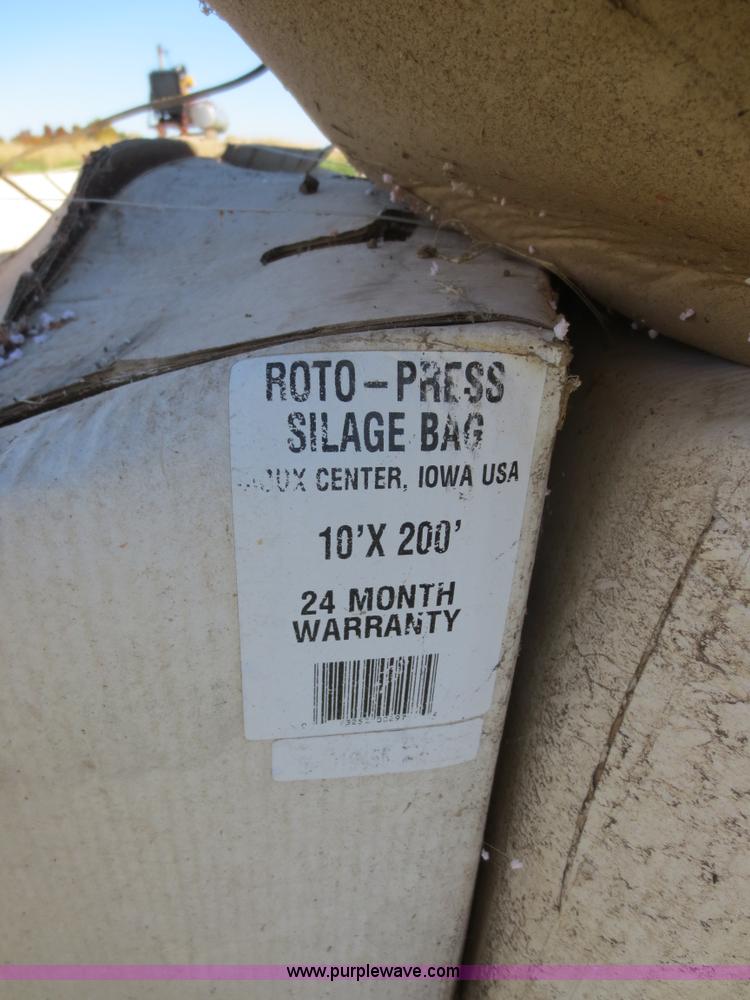 ROTO-PRESS
SILAGE BAG
CENTER, IOWA USA
10'X 200'
24 MONTH
WARRANTY
www.purplewave.com